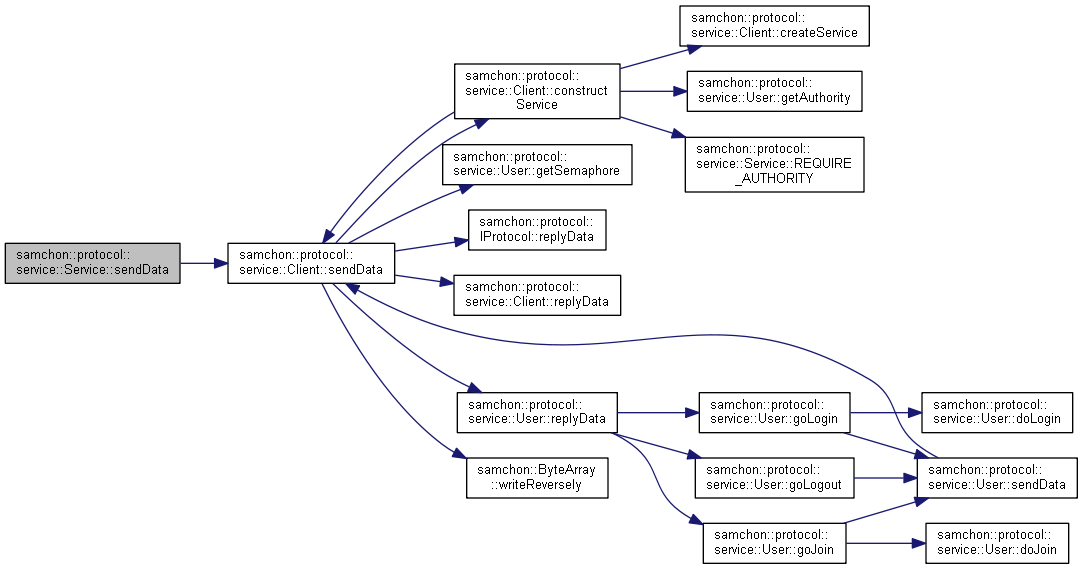 samchon::protocol::
service::Client::createService
samchon::protocol::
service::Client::construct
Service
samchon::protocol::
service::User::getAuthority
samchon::protocol::
service::Service::REQUIRE
_AUTHORITY
samchon::protocol::
service::User::getSemaphore
samchon::protocol::
IProtocol::replyData
samchon::protocol::
service::Service::sendData
samchon::protocol::
service::Client::sendData
samchon::protocol::
service::Client::replyData
samchon::protocol::
service::User::replyData
samchon::protocol::
service::User::goLogin
samchon::protocol::
service::User::doLogin
samchon::ByteArray
::writeReversely
samchon::protocol::
service::User::goLogout
samchon::protocol::
service::User::sendData
samchon::protocol::
service::User::goJoin
samchon::protocol::
service::User::doJoin